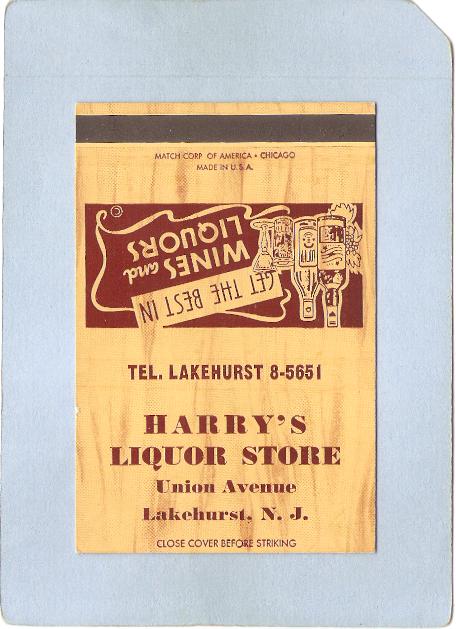 MATCH CORP OF AMERICA • CHICAGO
MADE IN U.S.A.
GET THE BEST IN
WINES and
LIQUORS
©
TEL. LAKEHURST 8-5651
HARRY'S
LIQUOR STORE
Union Avenue
Lakehurst, N. J.
CLOSE COVER BEFORE STRIKING